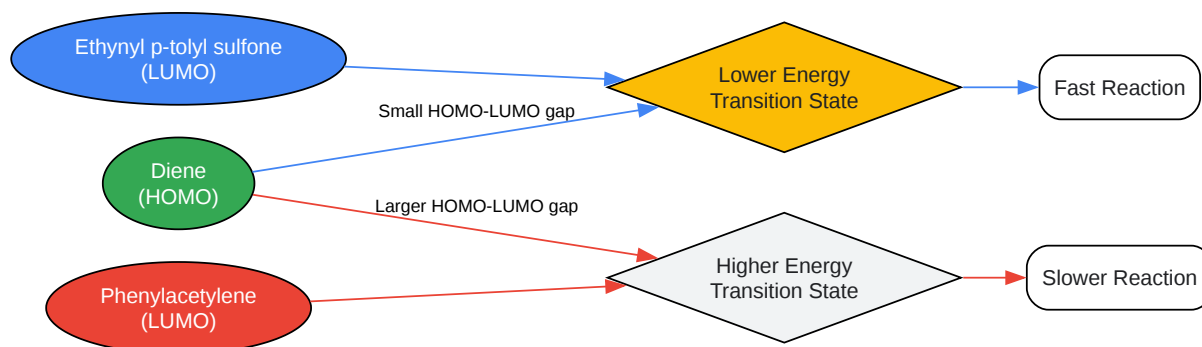 Ethynyl p-tolyl sulfone
(LUMO)
Lower Energy
Transition State
Fast Reaction
Small HOMO-LUMO gap
Diene
(HOMO)
Larger HOMO-LUMO gap
Phenylacetylene
(LUMO)
Higher Energy
Transition State
Slower Reaction